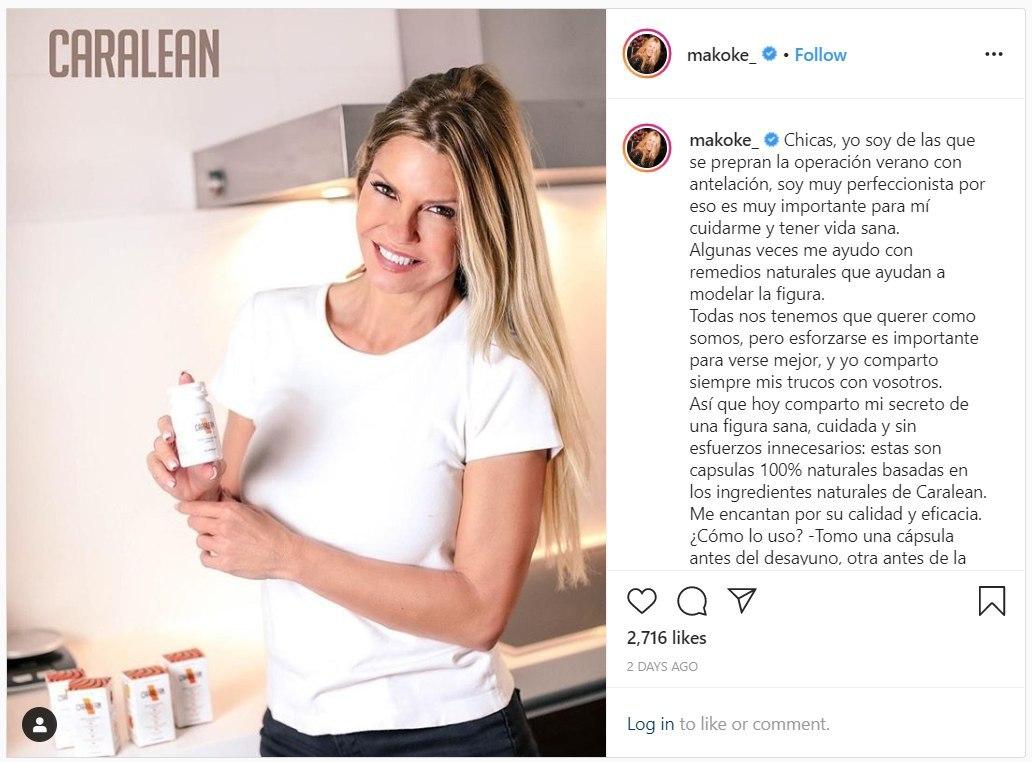 CARALEAN
makoke_ • Follow
makoke_ Chicas, yo soy de las que
se prepran la operación verano con
antelación, soy muy perfeccionista por
eso es muy importante para mí
cuidarme y tener vida sana.
Algunas veces me ayudo con
remedios naturales que ayudan a
modelar la figura.
Todas nos tenemos que querer como
somos, pero esforzarse es importante
para verse mejor, y yo comparto
siempre mis trucos con vosotros.
Así que hoy comparto mi secreto de
una figura sana, cuidada y sin
esfuerzos innecesarios: estas son
capsulas 100% naturales basadas en
los ingredientes naturales de Caralean.
Me encantan por su calidad y eficacia.
¿Cómo lo uso? -Tomo una cápsula
antes del desayuno, otra antes de la
2,716 likes
2 DAYS AGO
Log in to like or comment.
CARALEAN
CARALEAN
CARALEAN
CARALEAN